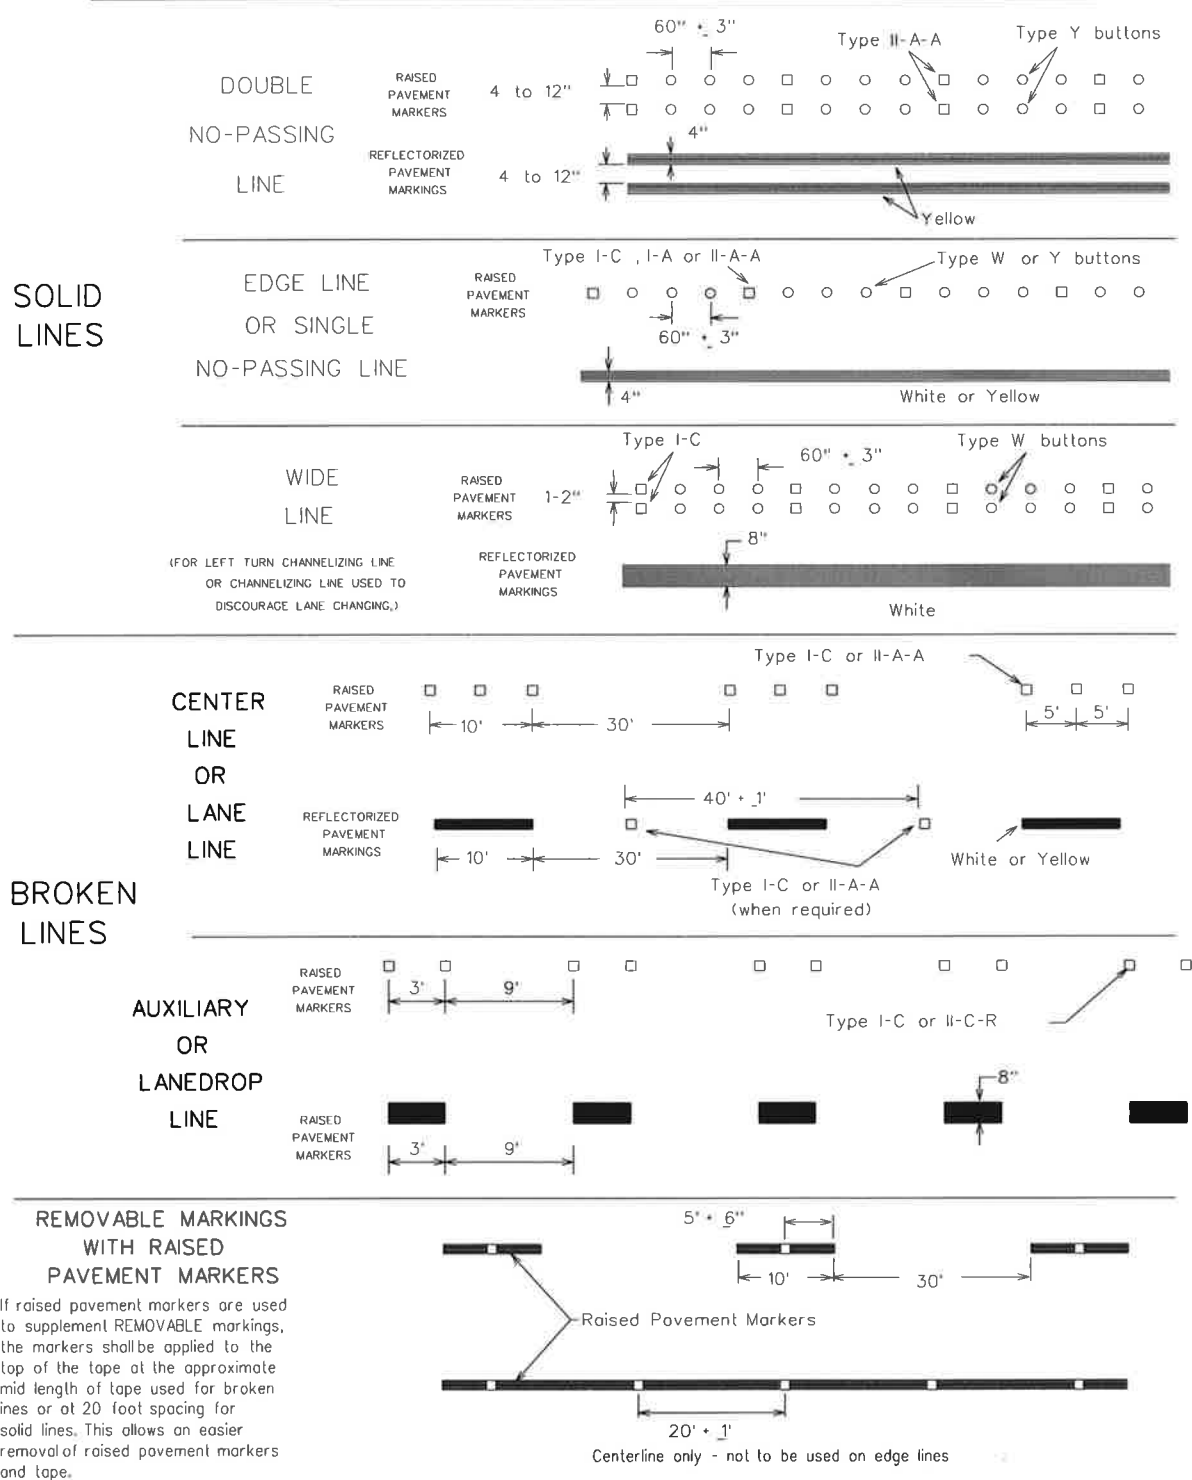 SOLID
LINES
DOUBLE
NO-PASSING
LINE
RAISED
PAVEMENT
MARKERS
4 to 12"
60" ± 3"
Type II-A-A
Type Y buttons
REFLECTORIZED
PAVEMENT
MARKINGS
4 to 12"
4"
Yellow
EDGE LINE
OR SINGLE
NO-PASSING LINE
RAISED
PAVEMENT
MARKERS
Type I-C , I-A or II-A-A
Type W or Y buttons
60" ± 3"
4"
White or Yellow
WIDE
LINE
(FOR LEFT TURN CHANNELIZING LINE
OR CHANNELIZING LINE USED TO
DISCOURAGE LANE CHANGING.)
RAISED
PAVEMENT
MARKERS
1-2"
Type I-C
60" ± 3"
Type W buttons
REFLECTORIZED
PAVEMENT
MARKINGS
8"
White
BROKEN
LINES
CENTER
LINE
OR
LANE
LINE
RAISED
PAVEMENT
MARKERS
10'
30'
Type I-C or II-A-A
5'
5'
REFLECTORIZED
PAVEMENT
MARKINGS
40' ± 1'
10'
30'
Type I-C or II-A-A
(when required)
White or Yellow
AUXILIARY
OR
LANEDROP
LINE
RAISED
PAVEMENT
MARKERS
3'
9'
Type I-C or II-C-R
RAISED
PAVEMENT
MARKERS
3'
9'
8"
REMOVABLE MARKINGS
WITH RAISED
PAVEMENT MARKERS
If raised pavement markers are used
to supplement REMOVABLE markings,
the markers shall be applied to the
top of the tape at the approximate
mid length of tape used for broken
ines or at 20 foot spacing for
solid lines. This allows an easier
removal of raised pavement markers
and tape.
5' ± 6"
10'
30'
Raised Pavement Markers
20' ± 1'
Centerline only - not to be used on edge lines